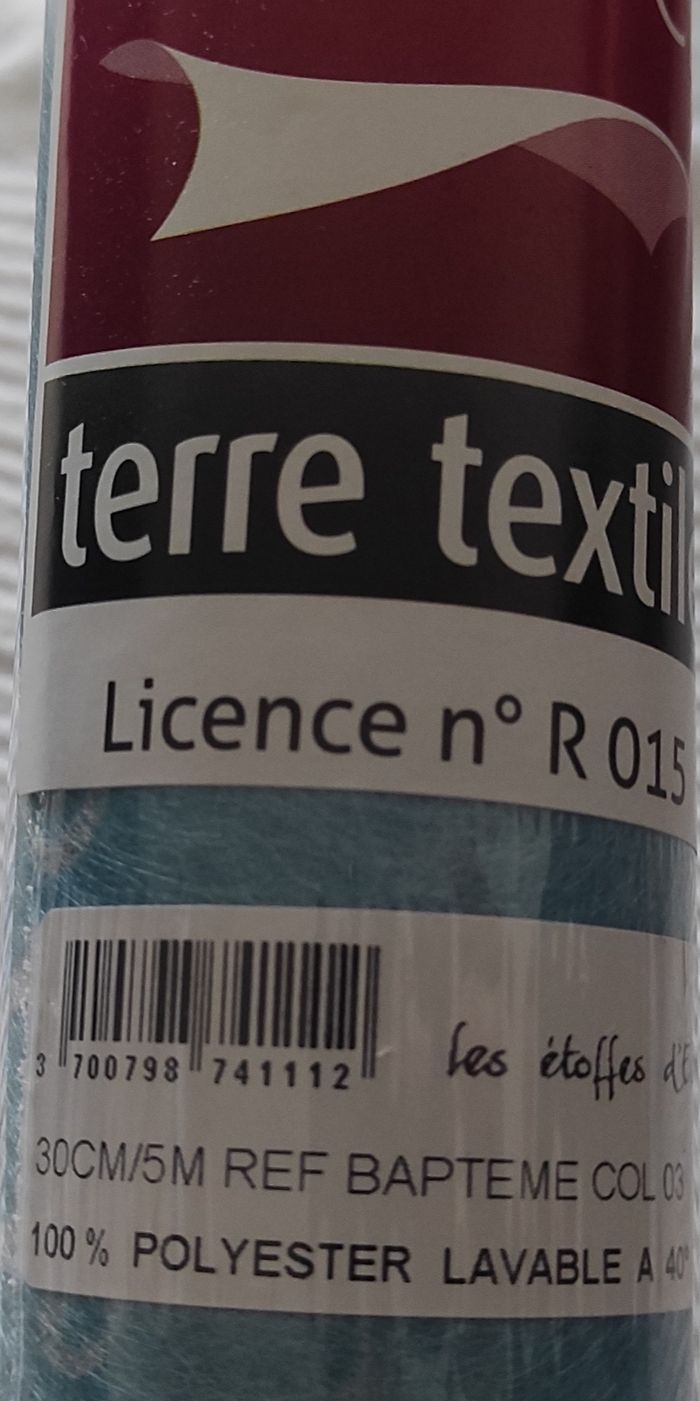 terre textil
Licence n° R 015
3 700798 741112
les étoffes
30CM/5M REF BAPTEME COL 03
100 % POLYESTER LAVABLE A 40°